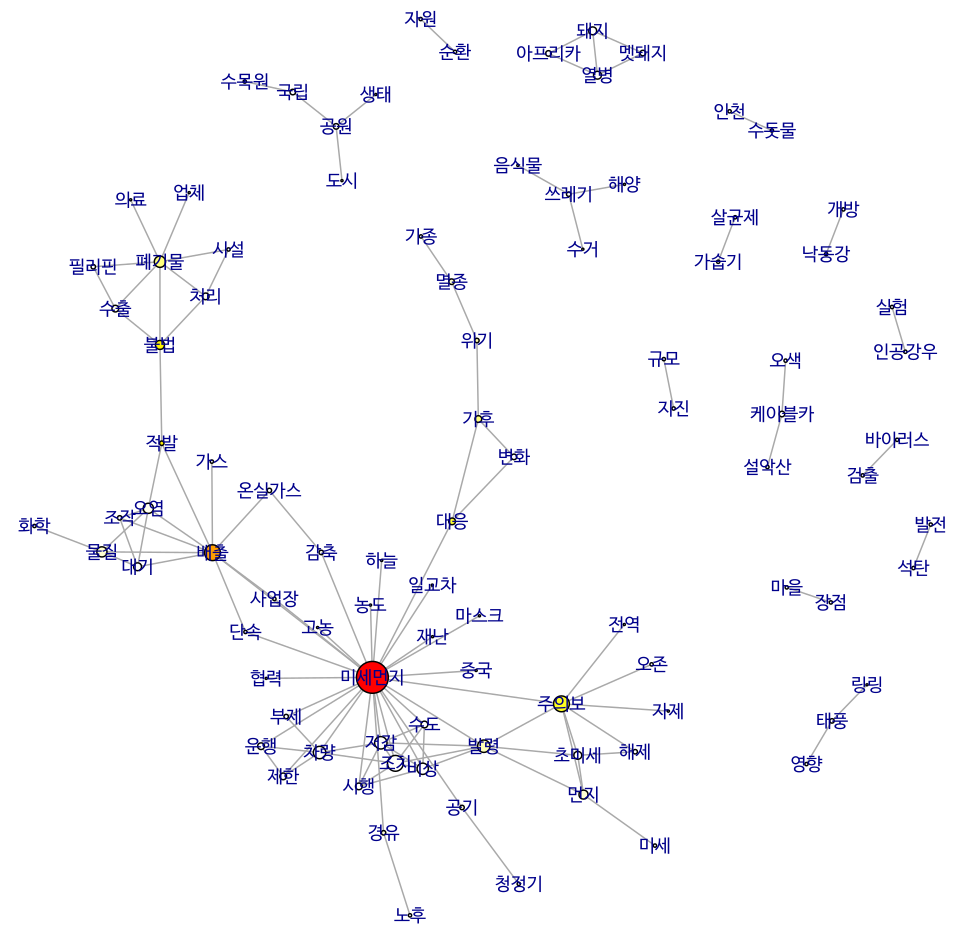 자원
순환
돼지
아프리카
멧돼지
열병
수목원
국립
생태
공원
도시
인천
수돗물
음식물
쓰레기
해양
수거
의료
업체
시설
필리핀
폐기물
수출
처리
불법
가종
멸종
위기
기후
변화
대응
살균제
가습기
개방
낙동강
실험
인공강우
규모
지진
오색
케이블카
설악산
바이러스
검출
발전
석탄
마을
장점
적발
가스
온실가스
조작
오염
화학
물질
대기
배출
감축
하늘
일교차
사업장
농도
마스크
고농
재난
단속
전역
미세먼지
중국
오존
협력
주의보
자제
링링
부제
수도
태풍
운행
차량
저감
발령
초미세
해제
조치
비상
영향
제한
시행
먼지
공기
경유
미세
청정기
노후